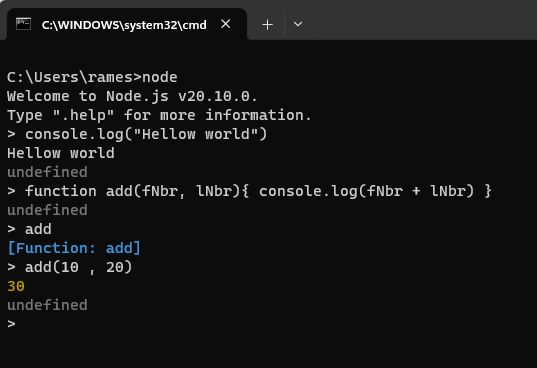 C:\WINDOWS\system32\cmd
C:\Users\rames>node
Welcome to Node.js v20.10.0.
Type ".help" for more information.
> console.log("Hellow world")
Hellow world
undefined
> function add(fNbr, lNbr){ console.log(fNbr + lNbr) }
undefined
> add
[Function: add]
> add(10 , 20)
30
undefined
>